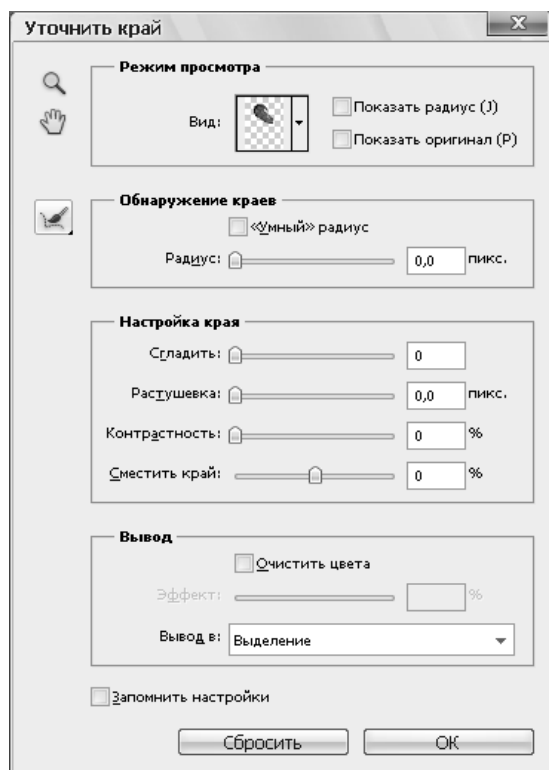 Уточнить край
Режим просмотра
Вид:
Показать радиус (J)
Показать оригинал (P)
Обнаружение краев
«Умный» радиус
Радиус: 0,0 пикс.
Настройка края
Сгладить: 0
Растушевка: 0,0 пикс.
Контрастность: 0 %
Сместить край: 0 %
Вывод
Очистить цвета
Эффект: %
Вывод в: Выделение
Запомнить настройки
Сбросить ОК